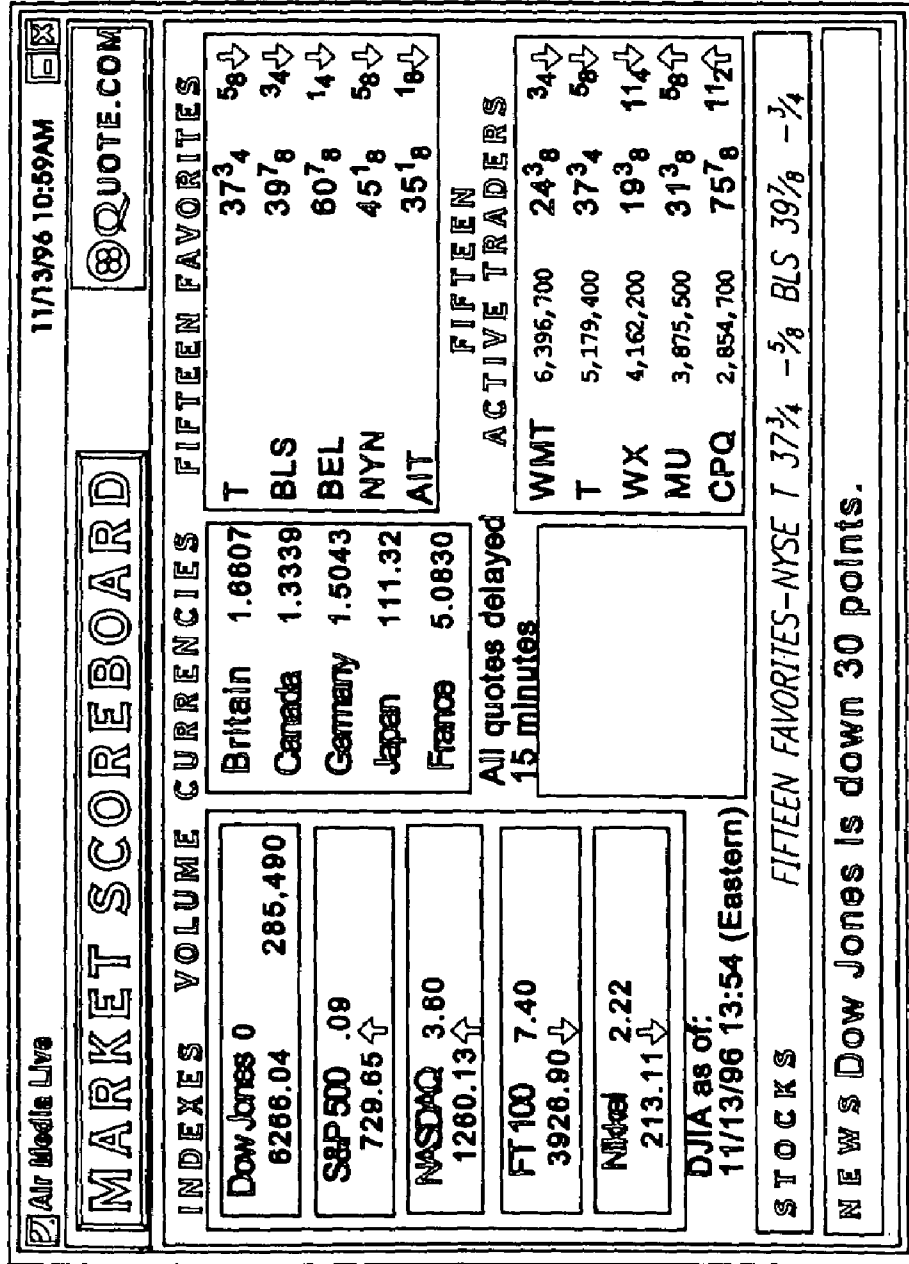 Air Media Live 11/13/96 10:59AM
MARKET SCOREBOARD QUOTE.COM
INDEXES VOLUME
Dow Jones 0 285,490
6266.04
S&P 500 .09
729.65
NASDAQ 3.60
1260.13
FT 100 7.40
3926.90
Nikkei 2.22
213.11
DJIA as of:
11/13/96 13:54 (Eastern)
CURRENCIES
Britain 1.6607
Canada 1.3339
Germany 1.5043
Japan 111.32
France 5.0830
All quotes delayed
15 minutes
FIFTEEN FAVORITES
T 37 3/4 5/8
BLS 39 7/8 3/4
BEL 60 7/8 1/4
NYN 45 1/8 5/8
AIT 35 1/8 1/8
FIFTEEN
ACTIVE TRADERS
WMT 6,396,700 24 3/8 3/4
T 5,179,400 37 3/4 5/8
WX 4,162,200 19 3/8 1 1/4
MU 3,875,500 31 3/8 5/8
CPQ 2,854,700 75 7/8 1 1/2
STOCKS FIFTEEN FAVORITES–NYSE T 37 3/4 –5/8 BLS 39 7/8 –3/4
NEWS Dow Jones is down 30 points.